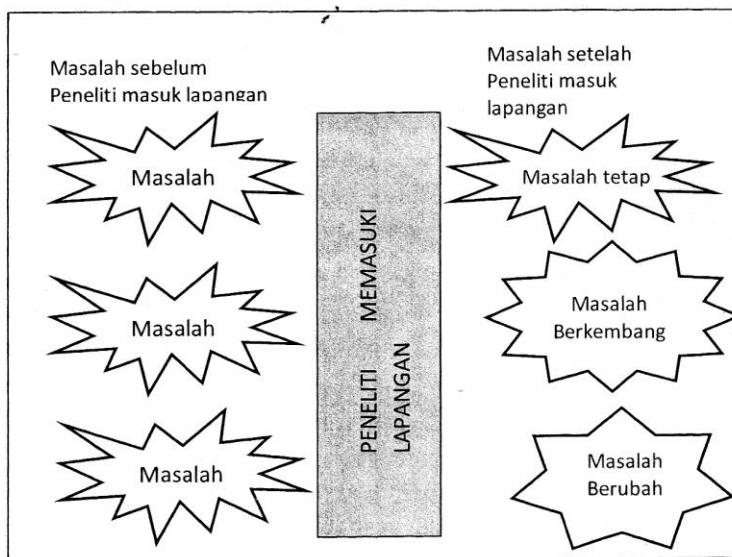 Masalah sebelum
Peneliti masuk lapangan
Masalah
Masalah
Masalah
PENELITI MEMASUKI
LAPANGAN
Masalah setelah
Peneliti masuk
lapangan
Masalah tetap
Masalah
Berkembang
Masalah
Berubah